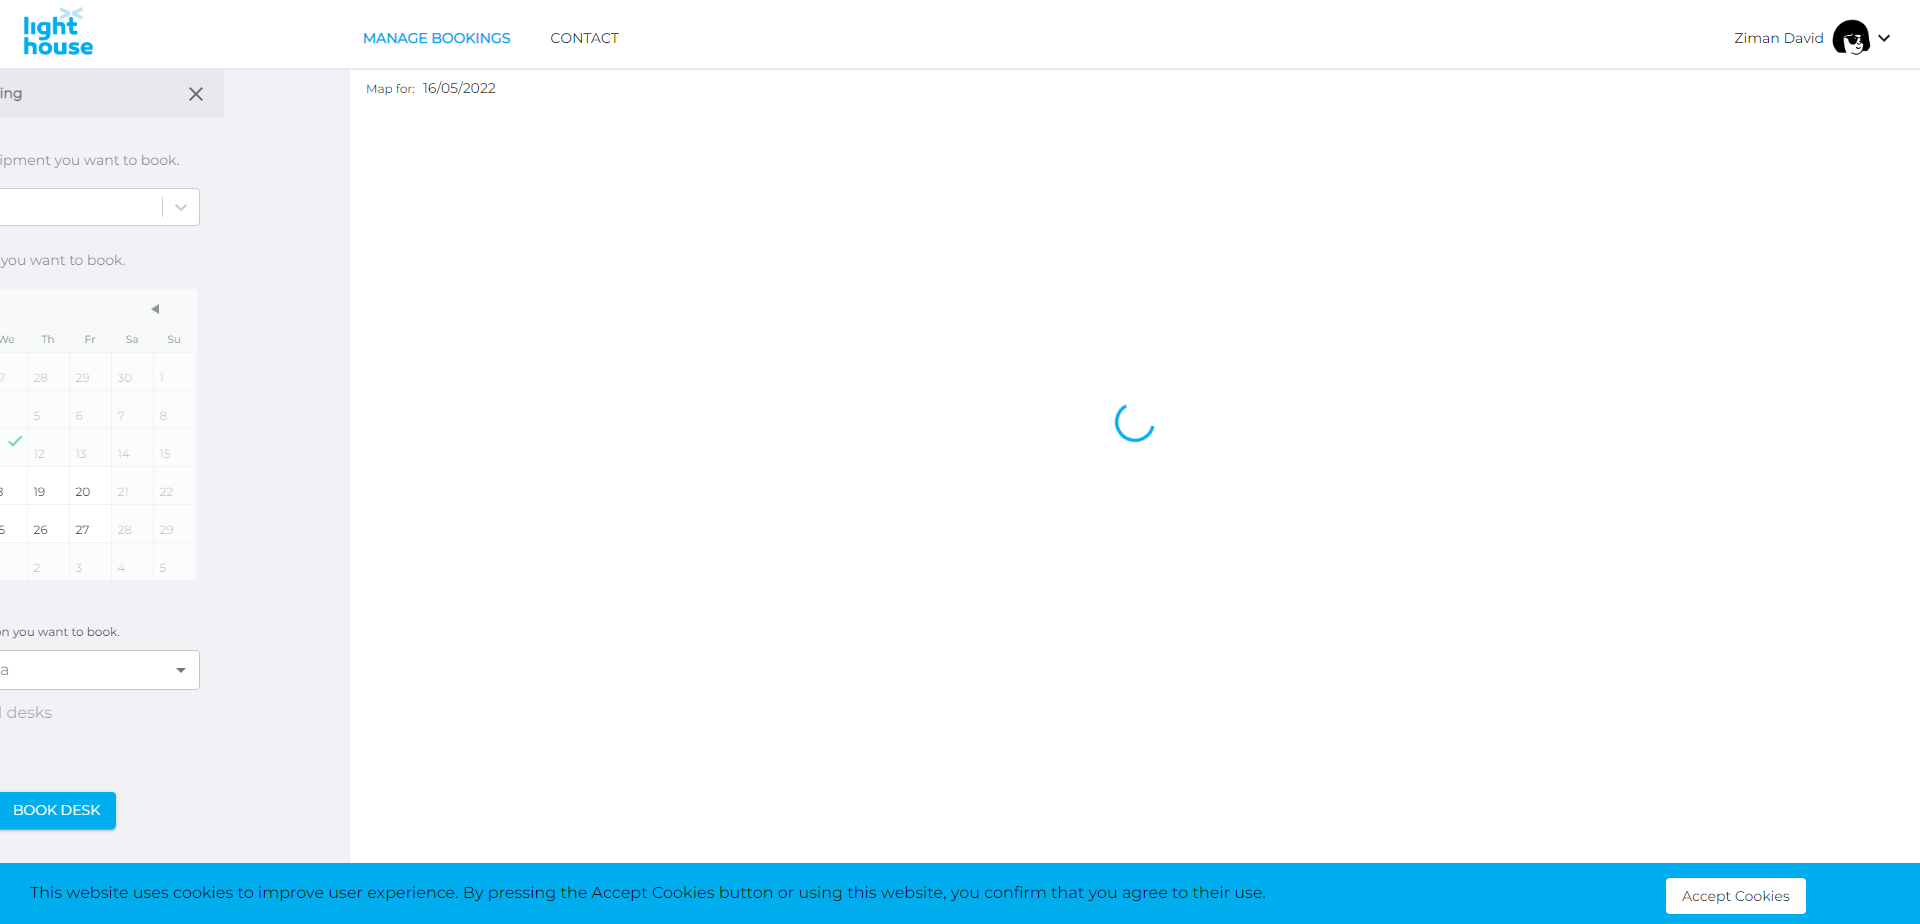 light
house
MANAGE BOOKINGS
CONTACT
Ziman David
ing
Map for: 16/05/2022
ipment you want to book.
you want to book.
We Th Fr Sa Su
7 28 29 30 1
5 6 7 8
12 13 14 15
19 20 21 22
26 27 28 29
2 3 4 5
on you want to book.
a
desks
BOOK DESK
This website uses cookies to improve user experience. By pressing the Accept Cookies button or using this website, you confirm that you agree to their use.
Accept Cookies